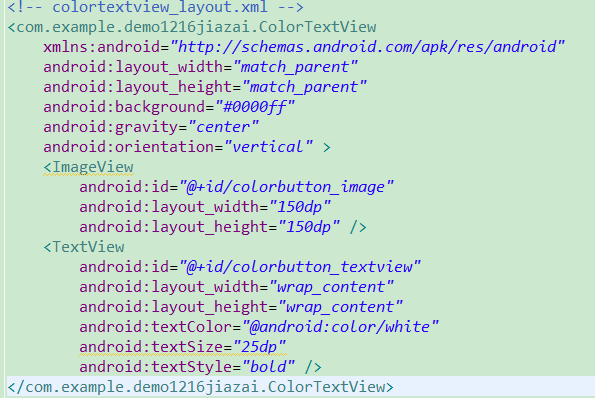 <!-- colortextview_layout.xml -->
<com.example.demo1216jiazai.ColorTextView
    xmlns:android="http://schemas.android.com/apk/res/android"
    android:layout_width="match_parent"
    android:layout_height="match_parent"
    android:background="#0000ff"
    android:gravity="center"
    android:orientation="vertical" >
    <ImageView
        android:id="@+id/colorbutton_image"
        android:layout_width="150dp"
        android:layout_height="150dp" />
    <TextView
        android:id="@+id/colorbutton_textview"
        android:layout_width="wrap_content"
        android:layout_height="wrap_content"
        android:textColor="@android:color/white"
        android:textSize="25dp"
        android:textStyle="bold" />
</com.example.demo1216jiazai.ColorTextView>